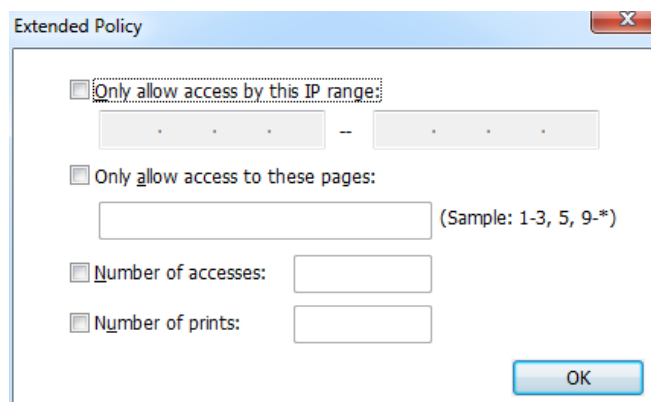 Extended Policy
Only allow access by this IP range:
. . . -- . . .
Only allow access to these pages:
(Sample: 1-3, 5, 9-*)
Number of accesses:
Number of prints:
OK